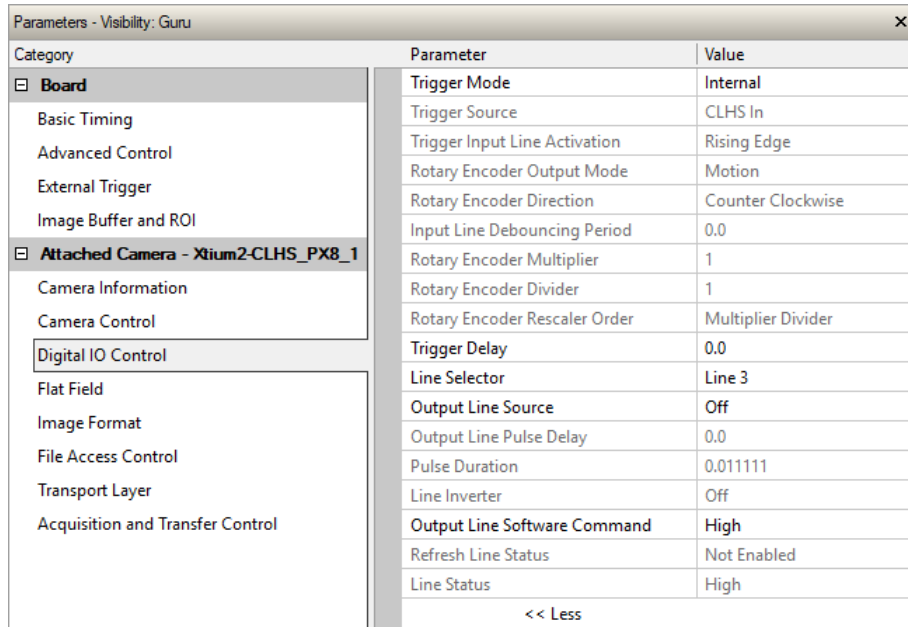 Parameters - Visibility: Guru ×
Category Parameter Value
Board Trigger Mode Internal
Basic Timing Trigger Source CLHS In
Advanced Control Trigger Input Line Activation Rising Edge
External Trigger Rotary Encoder Output Mode Motion
Image Buffer and ROI Rotary Encoder Direction Counter Clockwise
Attached Camera - Xtium2-CLHS_PX8_1 Input Line Debouncing Period 0.0
Camera Information Rotary Encoder Multiplier 1
Camera Control Rotary Encoder Divider 1
Digital IO Control Rotary Encoder Rescaler Order Multiplier Divider
Flat Field Trigger Delay 0.0
Image Format Line Selector Line 3
File Access Control Output Line Source Off
Transport Layer Output Line Pulse Delay 0.0
Acquisition and Transfer Control Pulse Duration 0.011111
Line Inverter Off
Output Line Software Command High
Refresh Line Status Not Enabled
Line Status High
<< Less